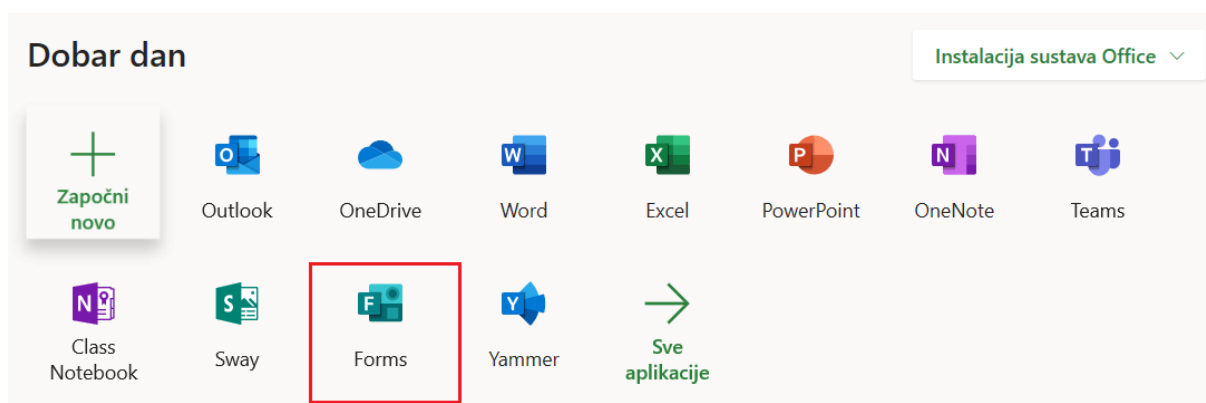 Dobar dan
Instalacija sustava Office
Započni
novo
Outlook
OneDrive
Word
Excel
PowerPoint
OneNote
Teams
Class
Notebook
Sway
Forms
Yammer
Sve
aplikacije